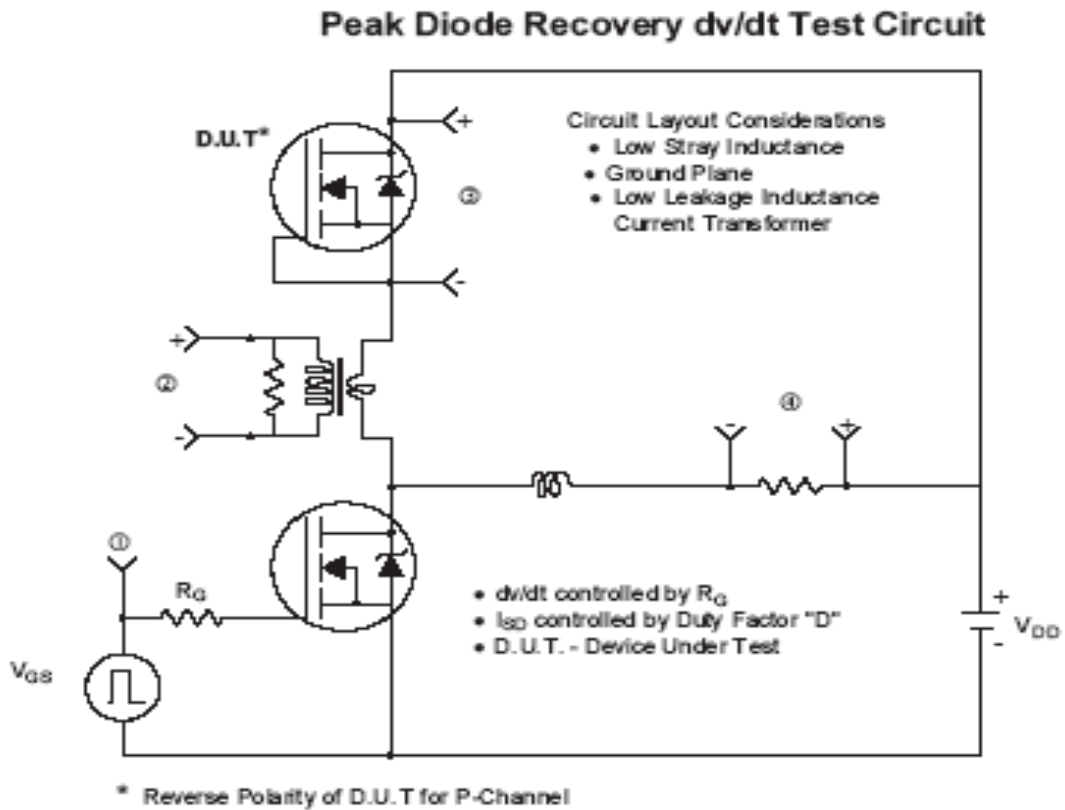 Peak Diode Recovery dv/dt Test Circuit
D.U.T*
+
Circuit Layout Considerations
• Low Stray Inductance
• Ground Plane
• Low Leakage Inductance
Current Transformer
③
-
+
②
-
④
- +
①
RG
• dv/dt controlled by RG
• ISD controlled by Duty Factor "D"
• D.U.T. - Device Under Test
+
VDD
-
VGS
* Reverse Polarity of D.U.T for P-Channel